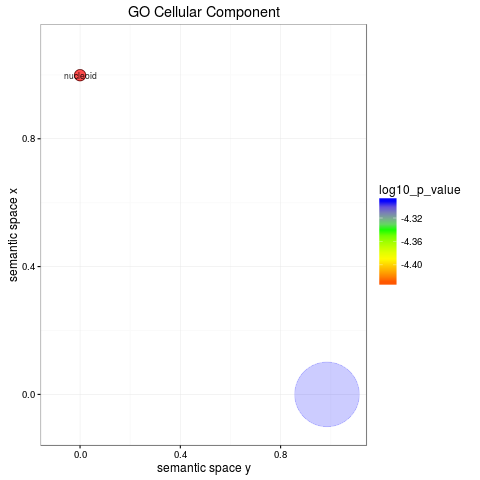 GO Cellular Component
nucleoid
0.8
0.4
0.0
semantic space x
0.0
0.4
0.8
semantic space y
log10_p_value
-4.32
-4.36
-4.40